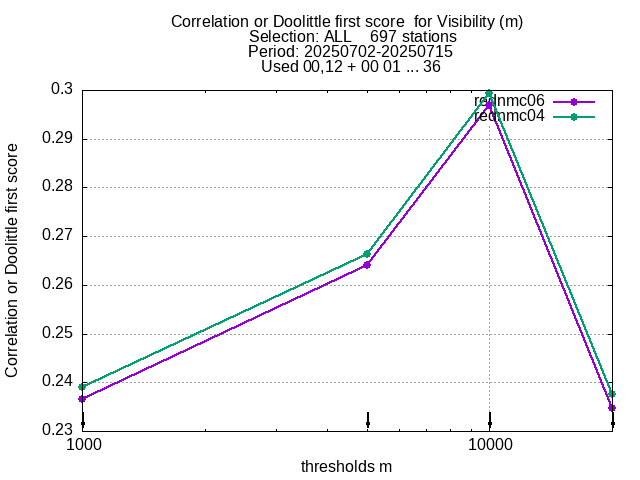 Correlation or Doolittle first score  for Visibility (m)
Selection: ALL    697 stations
Period: 20250702-20250715
Used 00,12 + 00 01 ... 36
rednmc06
rednmc04
0.3
0.29
0.28
0.27
0.26
0.25
0.24
0.23
Correlation or Doolittle first score
1000
10000
thresholds m